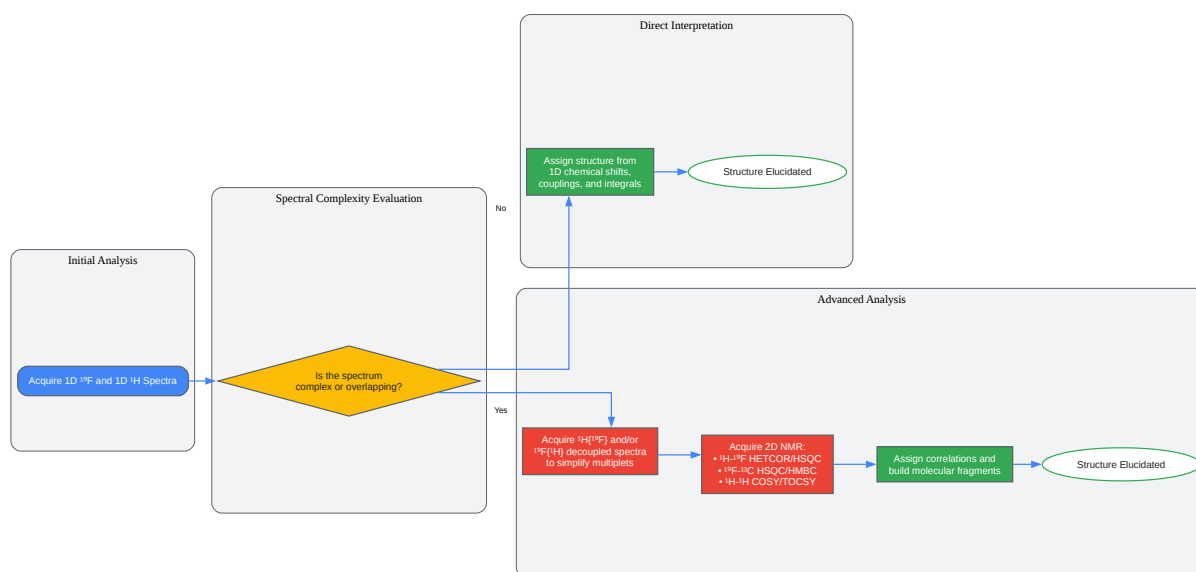 Initial Analysis
Acquire 1D ¹⁹F and 1D ¹H Spectra
Spectral Complexity Evaluation
Is the spectrum
complex or overlapping?
No
Yes
Direct Interpretation
Assign structure from
1D chemical shifts,
couplings, and integrals
Structure Elucidated
Advanced Analysis
Acquire ¹H{¹⁹F} and/or
¹⁹F{¹H} decoupled spectra
to simplify multiplets
Acquire 2D NMR:
• ¹H-¹⁹F HETCOR/HSQC
• ¹⁹F-¹³C HSQC/HMBC
• ¹H-¹H COSY/TOCSY
Assign correlations and
build molecular fragments
Structure Elucidated